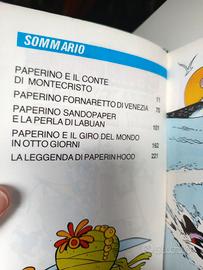 SOMMARIO
PAPERINO E IL CONTE
DI MONTECRISTO 11
PAPERINO FORNARETTO DI VENEZIA 75
PAPERINO SANDOPAPER
E LA PERLA DI LABUAN 101
PAPERINO E IL GIRO DEL MONDO
IN OTTO GIORNI 162
LA LEGGENDA DI PAPERIN HOOD 221